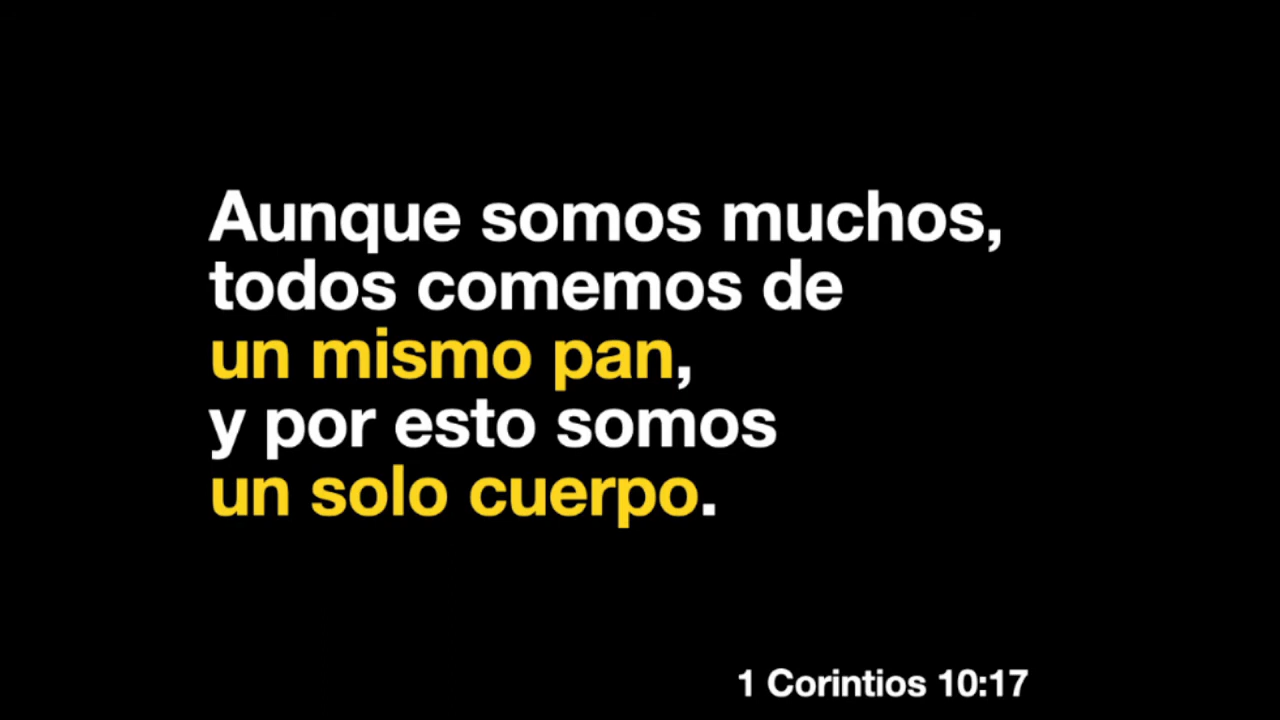 Aunque somos muchos,
todos comemos de
un mismo pan,
y por esto somos
un solo cuerpo.
1 Corintios 10:17